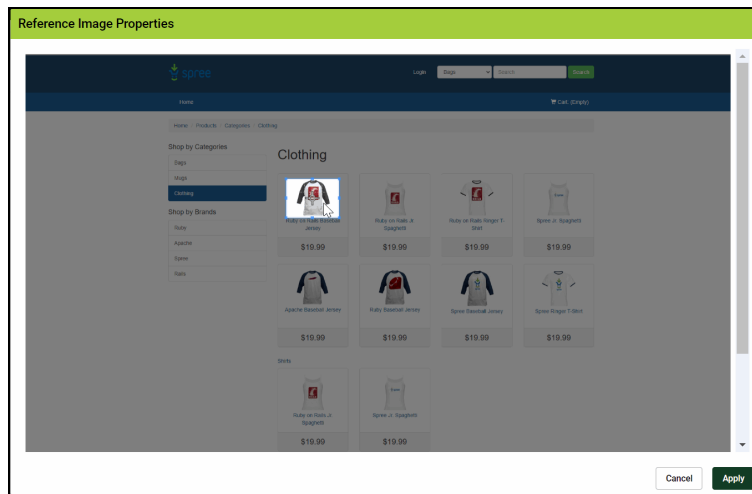 Reference Image Properties
spree
Login
Bags
Search
Search
Home
Cart: (Empty)
Home / Products / Categories / Clothing
Shop by Categories
Bags
Mugs
Clothing
Shop by Brands
Ruby
Apache
Spree
Rails
Clothing
Ruby on Rails Baseball
Jersey
$19.99
Ruby on Rails Jr.
Spaghetti
$19.99
Ruby on Rails Ringer T-
Shirt
$19.99
Spree Jr. Spaghetti
$19.99
Apache Baseball Jersey
$19.99
Ruby Baseball Jersey
$19.99
Spree Baseball Jersey
$19.99
Spree Ringer T-Shirt
$19.99
Shirts
Ruby on Rails Jr.
Spaghetti
$19.99
Spree Jr. Spaghetti
$19.99
Cancel
Apply